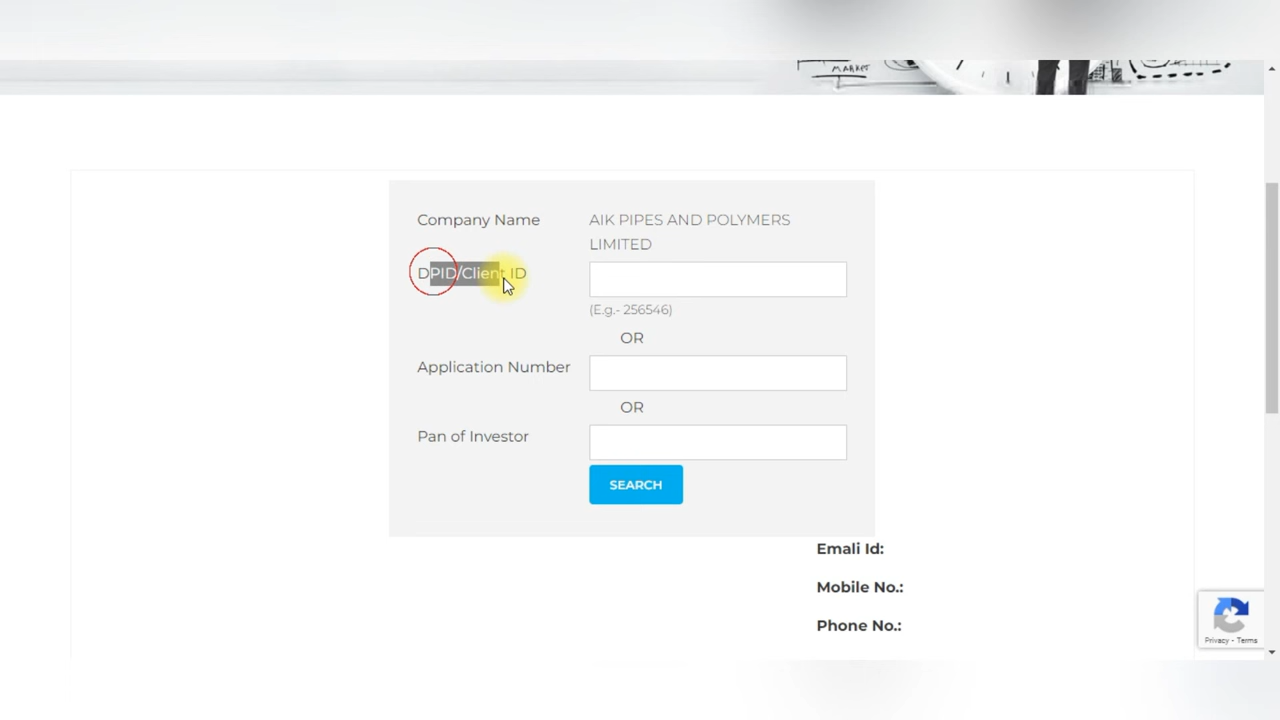 MARKET
Company Name
AIK PIPES AND POLYMERS
LIMITED
DPID/Client ID
(E.g.- 256546)
OR
Application Number
OR
Pan of Investor
SEARCH
Emali Id:
Mobile No.:
Phone No.:
Privacy - Terms